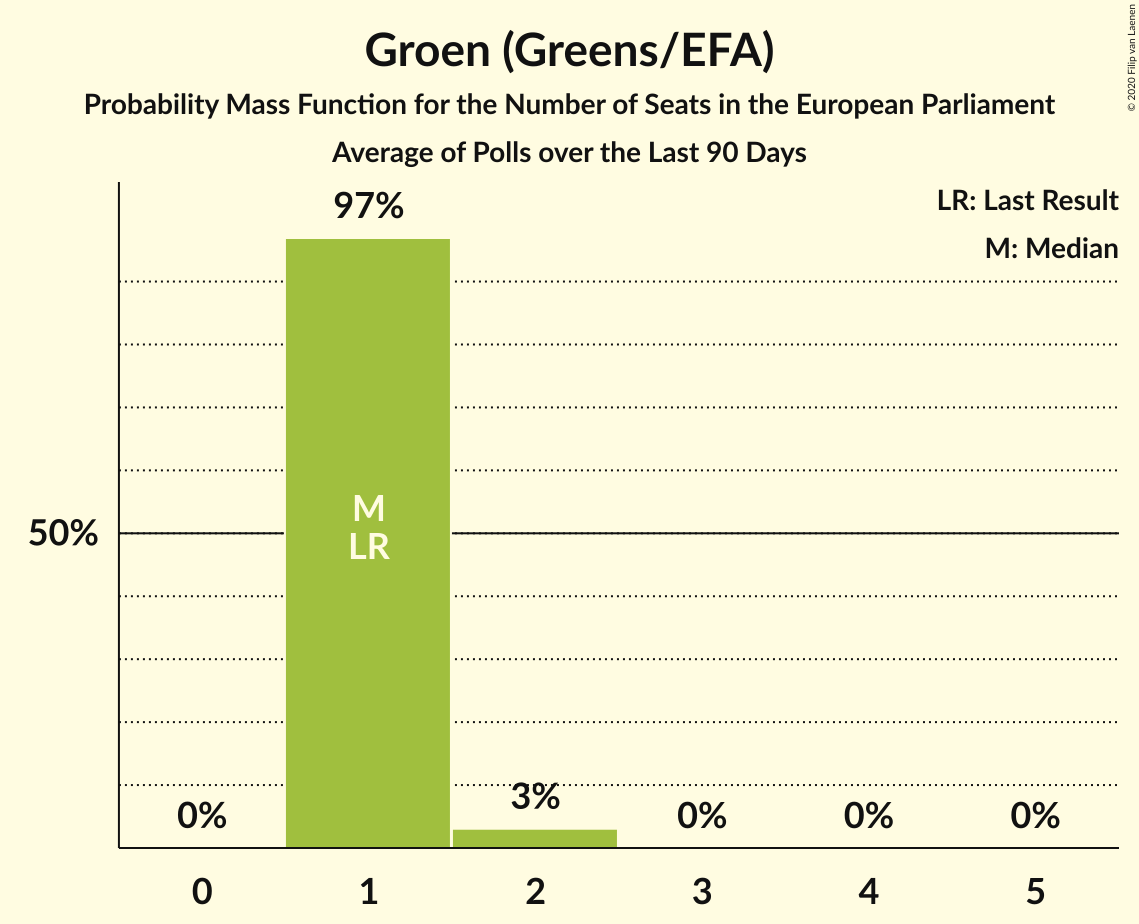 Groen (Greens/EFA)
Probability Mass Function for the Number of Seats in the European Parliament
Average of Polls over the Last 90 Days
© 2020 Filip van Laenen
LR: Last Result
M: Median
97%
M
LR
50%
0%
3%
0%
0%
0%
0
1
2
3
4
5